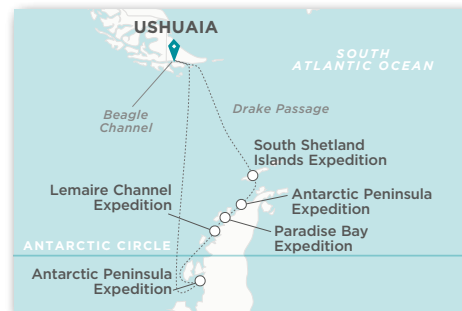 USHUAIA
SOUTH
ATLANTIC OCEAN
Beagle
Channel
Drake Passage
South Shetland
Islands Expedition
Lemaire Channel
Expedition
Antarctic Peninsula
Expedition
Paradise Bay
Expedition
ANTARCTIC CIRCLE
Antarctic Peninsula
Expedition